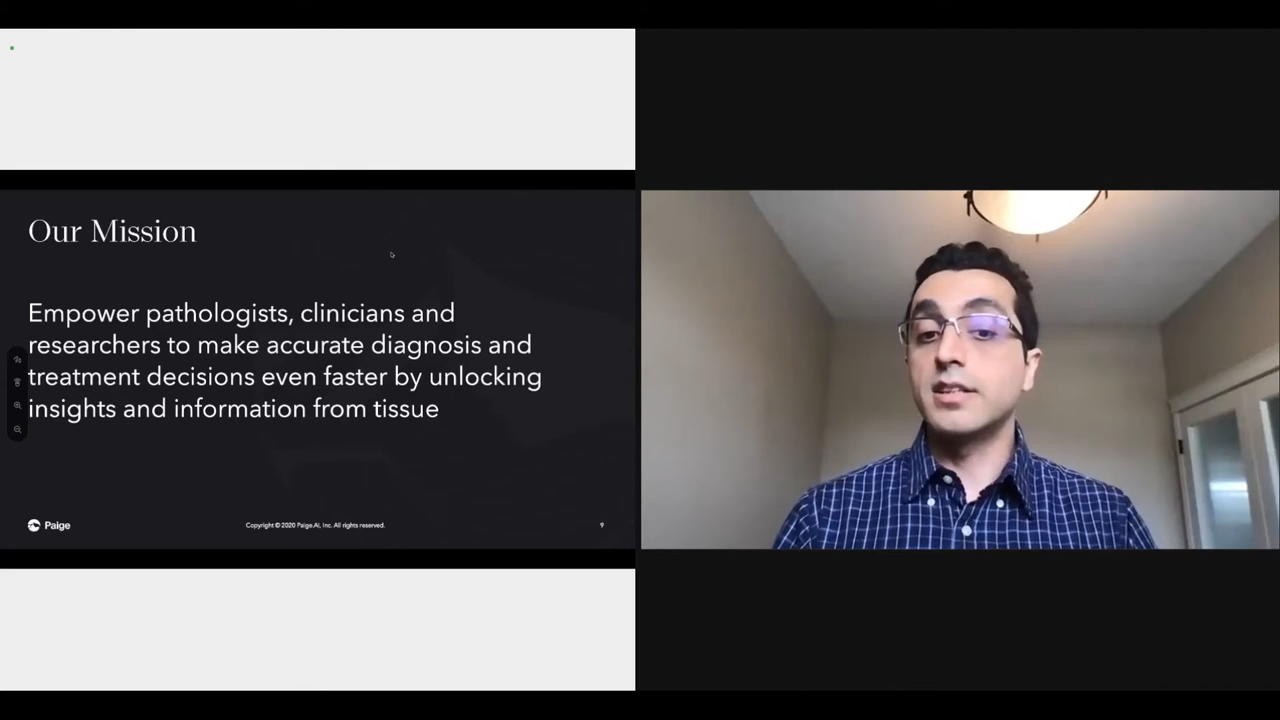 Our Mission
Empower pathologists, clinicians and
researchers to make accurate diagnosis and
treatment decisions even faster by unlocking
insights and information from tissue
Paige
Copyright © 2020 Paige.AI, Inc. All rights reserved.
9